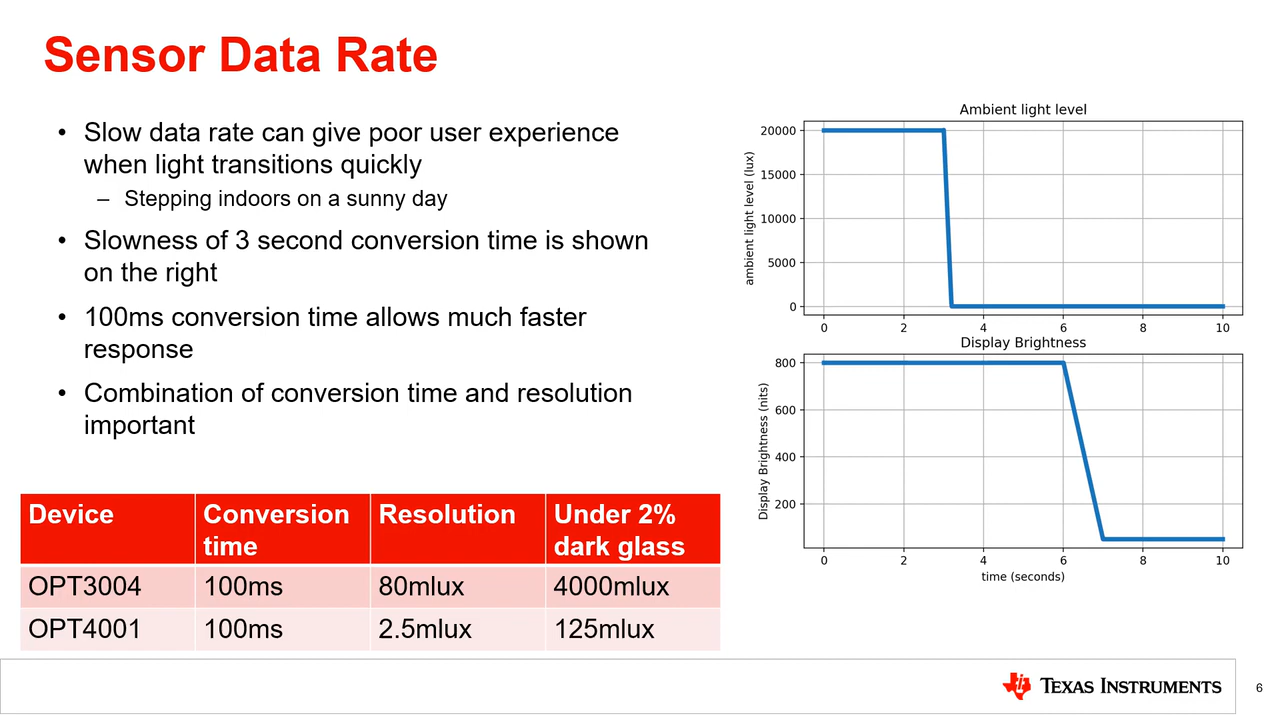 Sensor Data Rate
• Slow data rate can give poor user experience
when light transitions quickly
– Stepping indoors on a sunny day
• Slowness of 3 second conversion time is shown
on the right
• 100ms conversion time allows much faster
response
• Combination of conversion time and resolution
important
Device Conversion time Resolution Under 2% dark glass
OPT3004 100ms 80mlux 4000mlux
OPT4001 100ms 2.5mlux 125mlux
Ambient light level
ambient light level (lux)
20000
15000
10000
5000
0
0 2 4 6 8 10
Display Brightness
Display Brightness (nits)
800
600
400
200
0 2 4 6 8 10
time (seconds)
TEXAS INSTRUMENTS
6